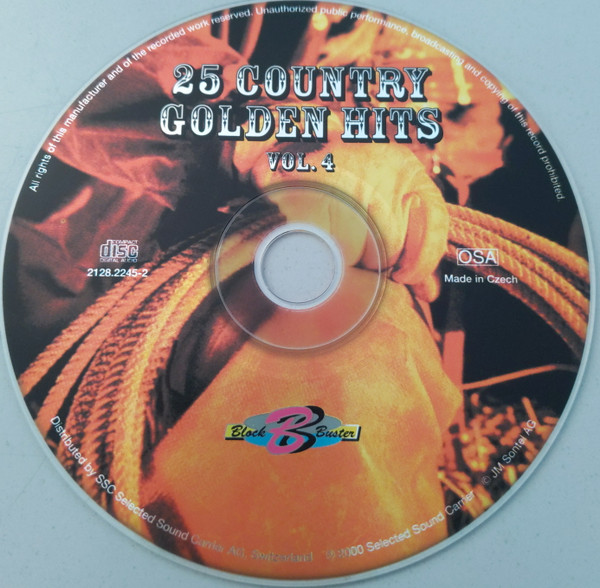 All rights of this manufacturer and of the recorded work reserved. Unauthorized public performance, broadcasting and copying of this record prohibited.
25 COUNTRY
GOLDEN HITS
VOL. 4
COMPACT
disc
DIGITAL AUDIO
2128.2245-2
OSA
Made in Czech
Block B Buster
Distributed by SSC Selected Sound Carrier AG, Switzerland ℗ 2000 Selected Sound Carrier © JM Sontel AG